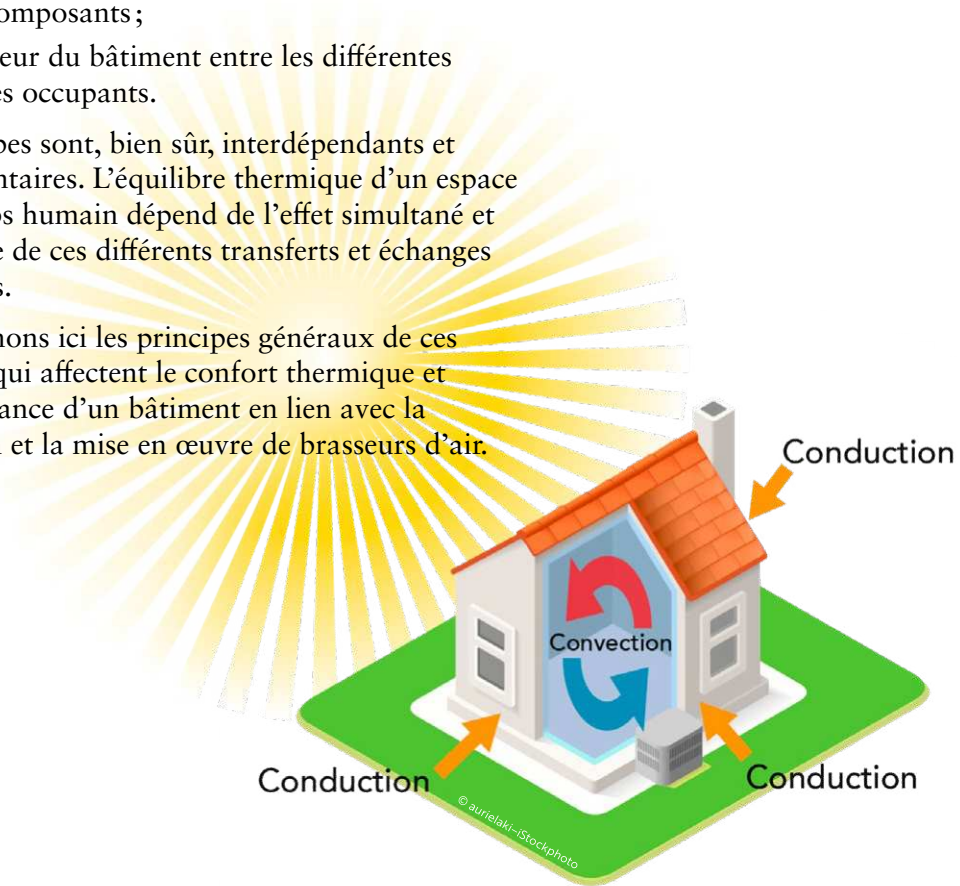 omposants ;
eur du bâtiment entre les différentes
es occupants.
pes sont, bien sûr, interdépendants et
ntaires. L’équilibre thermique d’un espace
os humain dépend de l’effet simultané et
e de ces différents transferts et échanges
s.
nons ici les principes généraux de ces
qui affectent le confort thermique et
ance d’un bâtiment en lien avec la
et la mise en œuvre de brasseurs d’air.
Conduction
Convection
Conduction
Conduction
© aurielaki–iStockphoto